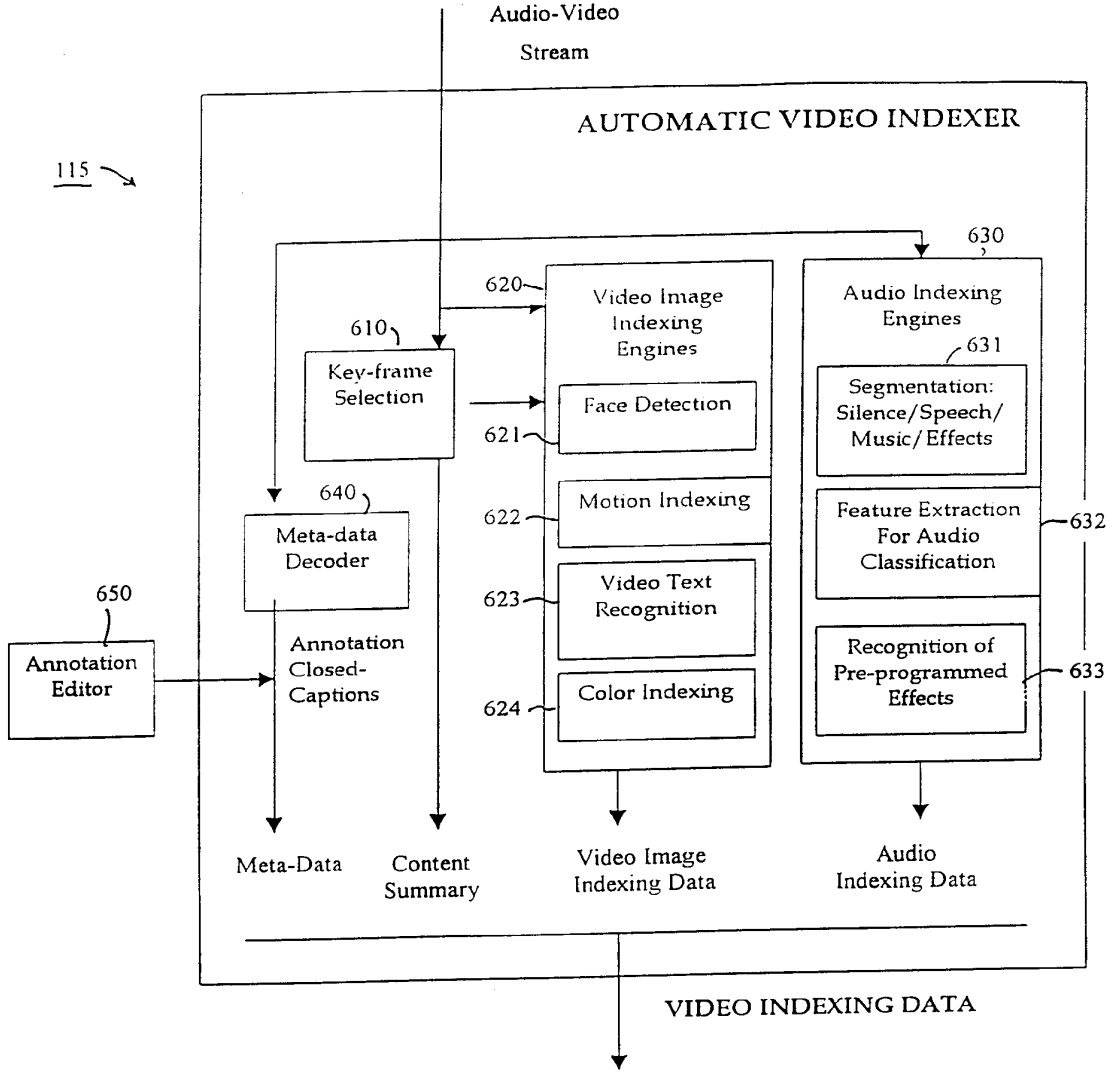 Audio-Video
Stream
AUTOMATIC VIDEO INDEXER
115
630
620
Video Image
Indexing
Engines
Audio Indexing
Engines
610
Key-frame
Selection
631
Segmentation:
Silence/Speech/
Music/Effects
Face Detection
621
640
Meta-data
Decoder
622
Motion Indexing
Feature Extraction
For Audio
Classification
632
650
Annotation
Editor
Annotation
Closed-
Captions
623
Video Text
Recognition
Recognition of
Pre-programmed
Effects
633
624
Color Indexing
Meta-Data
Content
Summary
Video Image
Indexing Data
Audio
Indexing Data
VIDEO INDEXING DATA